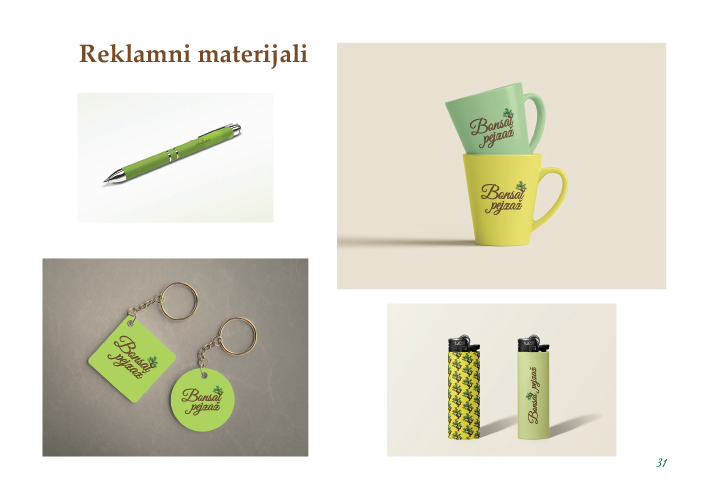 Reklamni materijali
Bonsai
pejzaž
Bonsai
pejzaž
Bonsai
pejzaž
Bonsai
pejzaž
Bonsai pejzaž
31